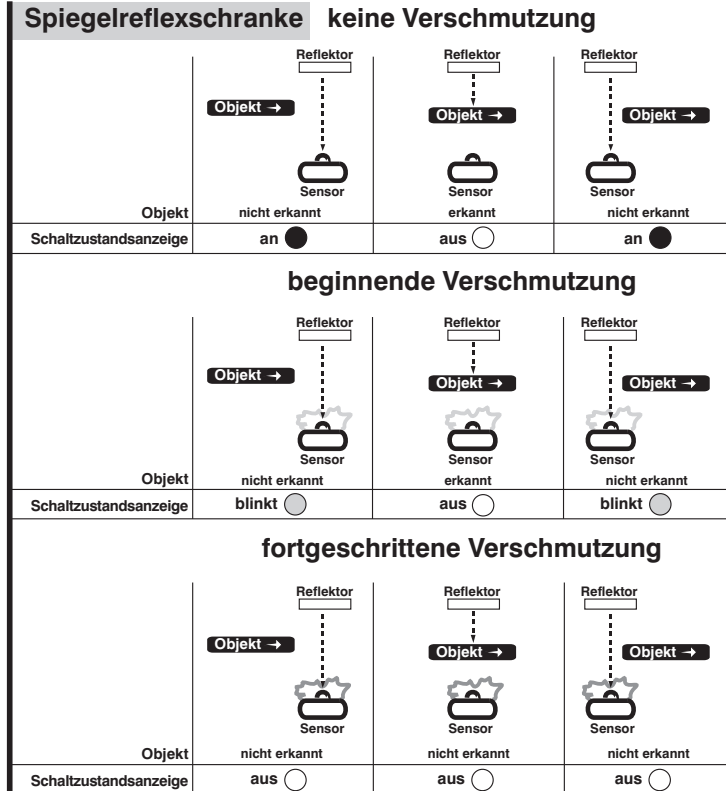 Spiegelreflexschranke keine Verschmutzung
Reflektor Reflektor Reflektor
Objekt → Objekt → Objekt →
Sensor Sensor Sensor
Objekt nicht erkannt erkannt nicht erkannt
Schaltzustandsanzeige an aus an
beginnende Verschmutzung
Reflektor Reflektor Reflektor
Objekt → Objekt → Objekt →
Sensor Sensor Sensor
Objekt nicht erkannt erkannt nicht erkannt
Schaltzustandsanzeige blinkt aus blinkt
fortgeschrittene Verschmutzung
Reflektor Reflektor Reflektor
Objekt → Objekt → Objekt →
Sensor Sensor Sensor
Objekt nicht erkannt nicht erkannt nicht erkannt
Schaltzustandsanzeige aus aus aus